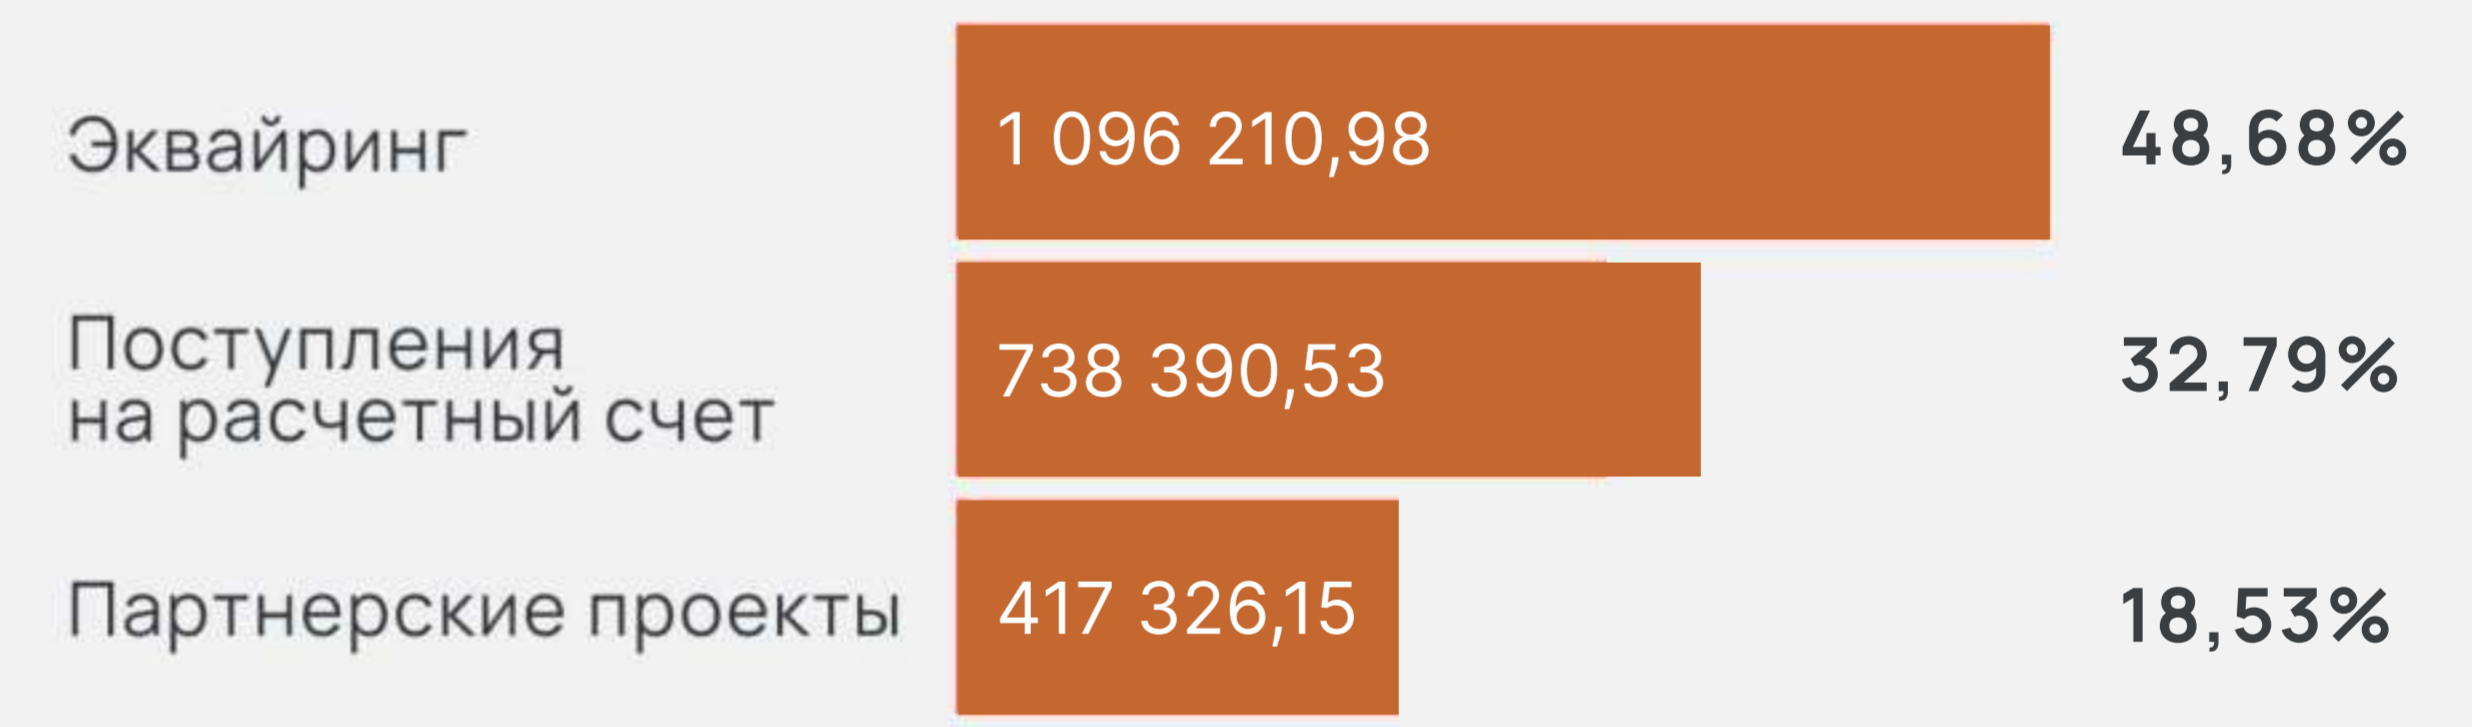 Эквайринг
1 096 210,98
48,68%
Поступления
на расчетный счет
738 390,53
32,79%
Партнерские проекты
417 326,15
18,53%